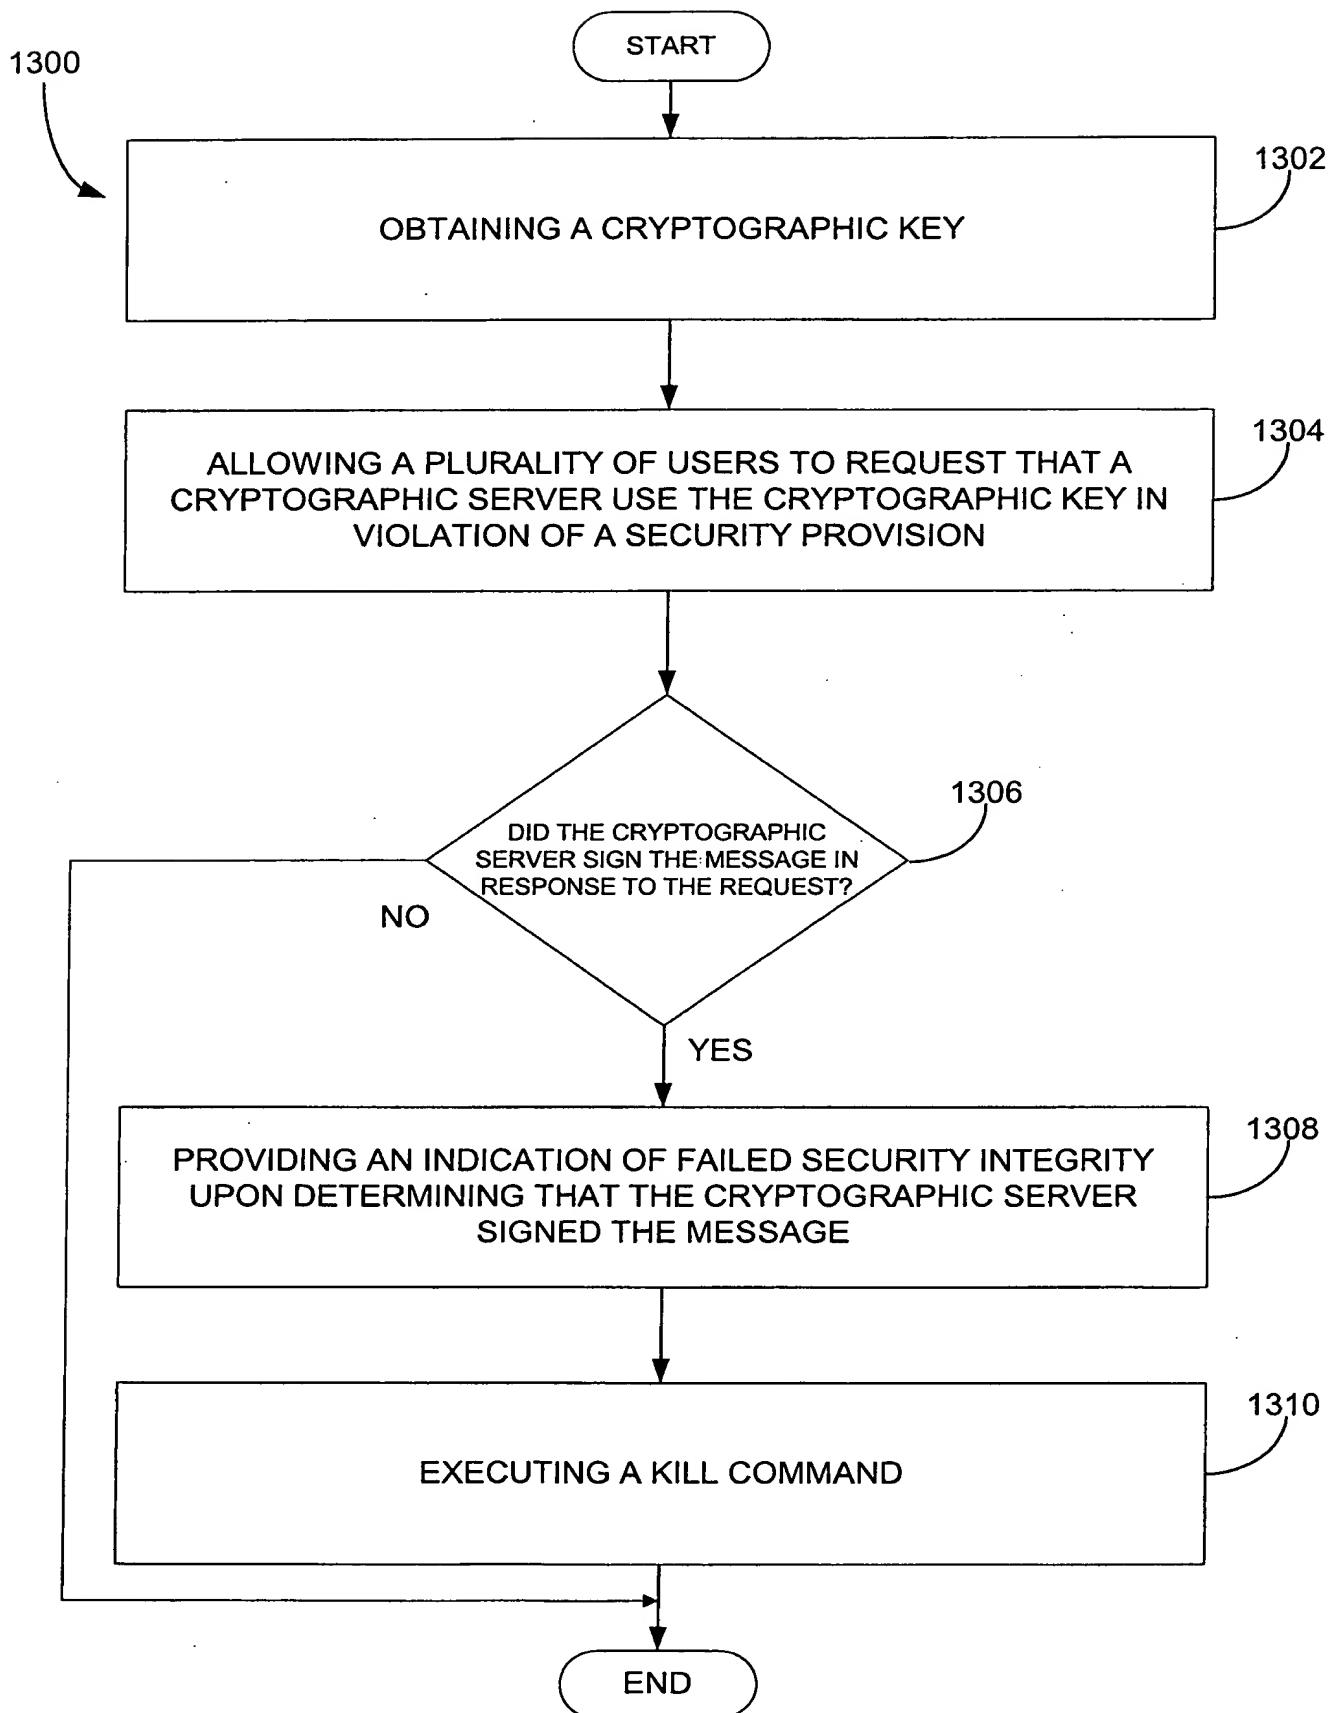 START
1300
1302
OBTAINING A CRYPTOGRAPHIC KEY
1304
ALLOWING A PLURALITY OF USERS TO REQUEST THAT A
CRYPTOGRAPHIC SERVER USE THE CRYPTOGRAPHIC KEY IN
VIOLATION OF A SECURITY PROVISION
1306
DID THE CRYPTOGRAPHIC
SERVER SIGN THE MESSAGE IN
RESPONSE TO THE REQUEST?
NO
YES
1308
PROVIDING AN INDICATION OF FAILED SECURITY INTEGRITY
UPON DETERMINING THAT THE CRYPTOGRAPHIC SERVER
SIGNED THE MESSAGE
1310
EXECUTING A KILL COMMAND
END